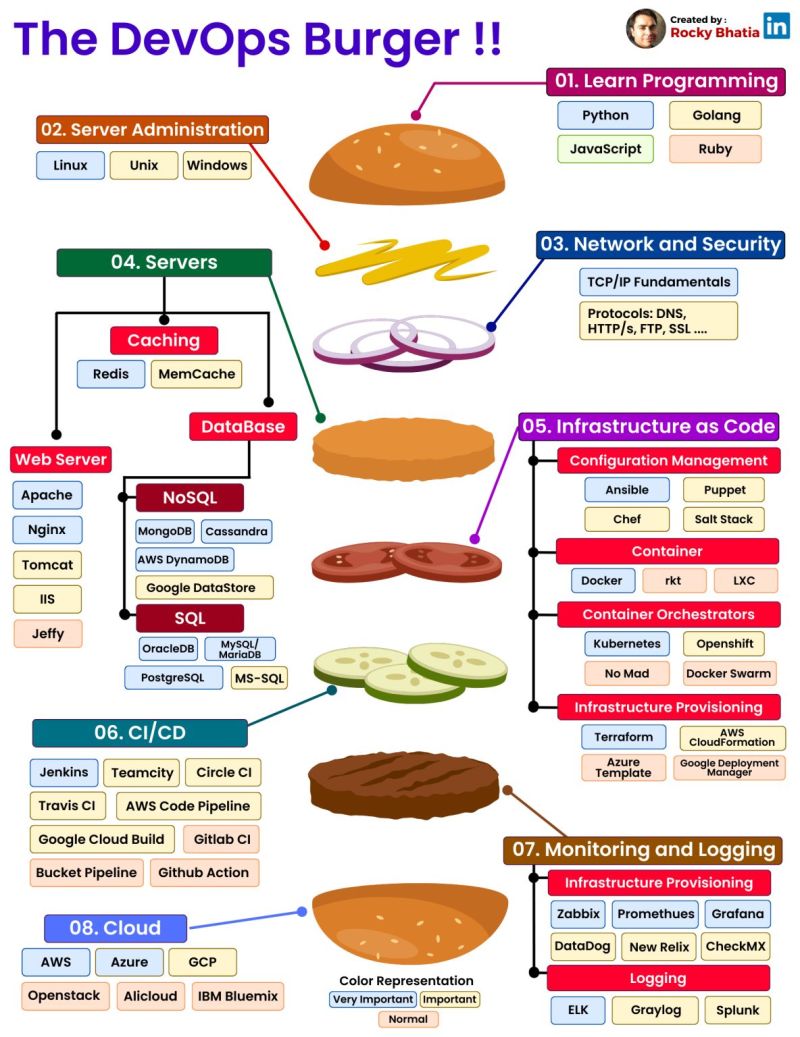 The DevOps Burger !!
Created by :
Rocky Bhatia
in
01. Learn Programming
Python
Golang
JavaScript
Ruby
02. Server Administration
Linux
Unix
Windows
03. Network and Security
TCP/IP Fundamentals
Protocols: DNS,
HTTP/s, FTP, SSL ....
04. Servers
Caching
Redis
MemCache
DataBase
Web Server
Apache
Nginx
Tomcat
IIS
Jeffy
NoSQL
MongoDB
Cassandra
AWS DynamoDB
Google DataStore
SQL
OracleDB
MySQL/
MariaDB
PostgreSQL
MS-SQL
05. Infrastructure as Code
Configuration Management
Ansible
Puppet
Chef
Salt Stack
Container
Docker
rkt
LXC
Container Orchestrators
Kubernetes
Openshift
No Mad
Docker Swarm
Infrastructure Provisioning
Terraform
AWS
CloudFormation
Azure
Template
Google Deployment
Manager
06. CI/CD
Jenkins
Teamcity
Circle CI
Travis CI
AWS Code Pipeline
Google Cloud Build
Gitlab CI
Bucket Pipeline
Github Action
07. Monitoring and Logging
Infrastructure Provisioning
Zabbix
Promethues
Grafana
DataDog
New Relix
CheckMX
Logging
ELK
Graylog
Splunk
08. Cloud
AWS
Azure
GCP
Openstack
Alicloud
IBM Bluemix
Color Representation
Very Important
Important
Normal